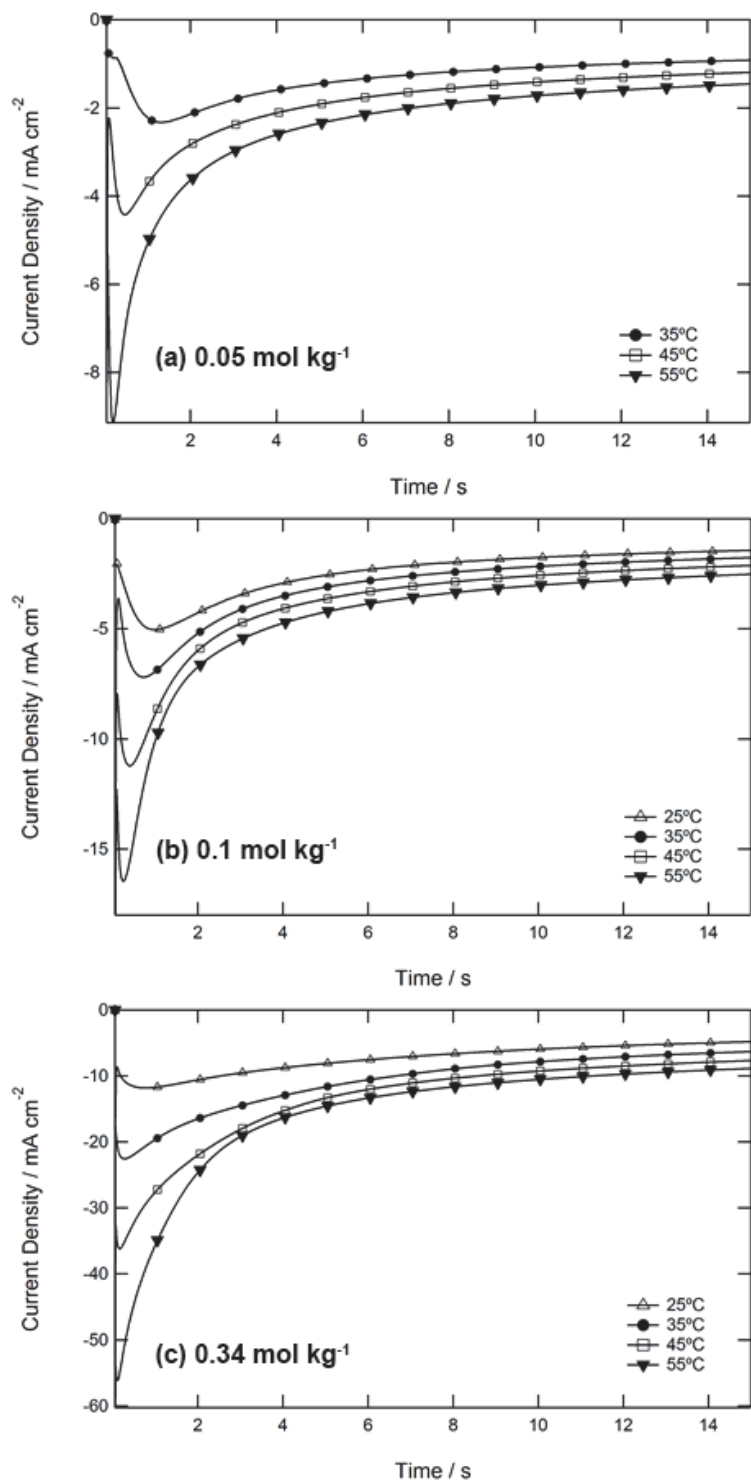 0
-2
-4
-6
-8
Current Density / mA cm-2
35ºC
45ºC
55ºC
(a) 0.05 mol kg-1
2 4 6 8 10 12 14
Time / s
0
-5
-10
-15
Current Density / mA cm-2
25ºC
35ºC
45ºC
55ºC
(b) 0.1 mol kg-1
2 4 6 8 10 12 14
Time / s
0
-10
-20
-30
-40
-50
-60
Current Density / mA cm-2
25ºC
35ºC
45ºC
55ºC
(c) 0.34 mol kg-1
2 4 6 8 10 12 14
Time / s